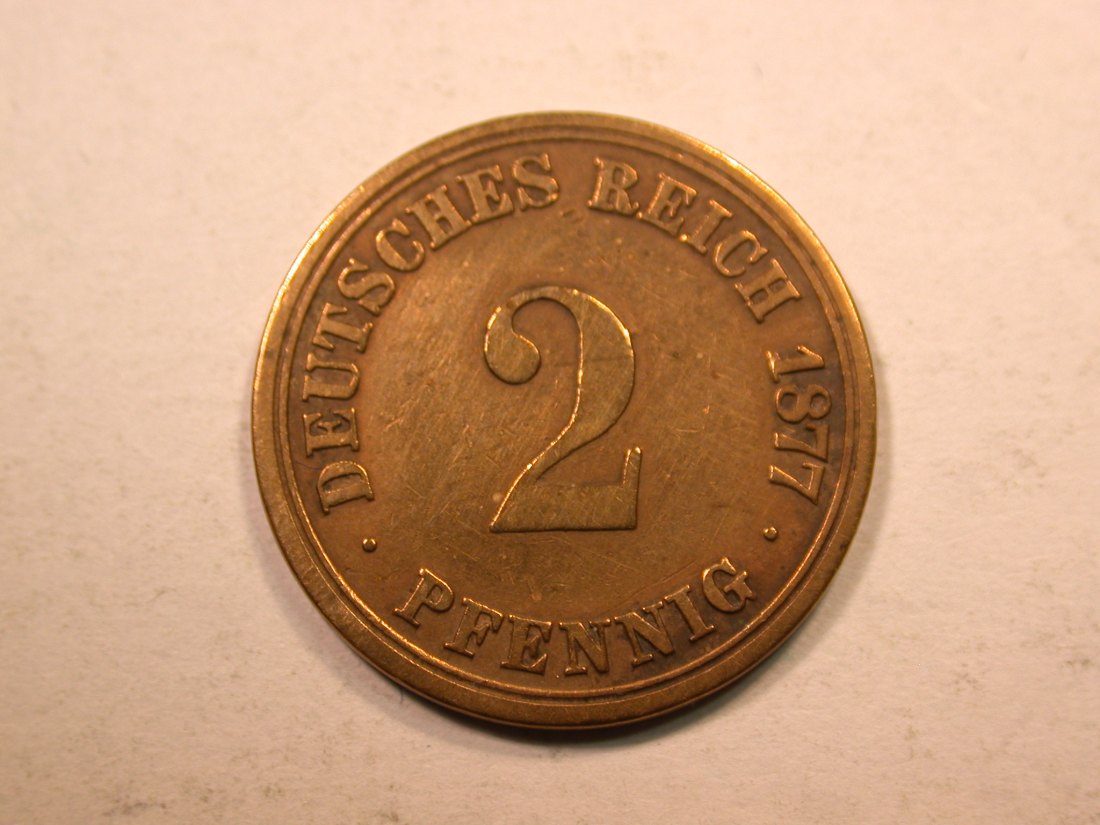 DEUTSCHES REICH 1877
2
· PFENNIG ·